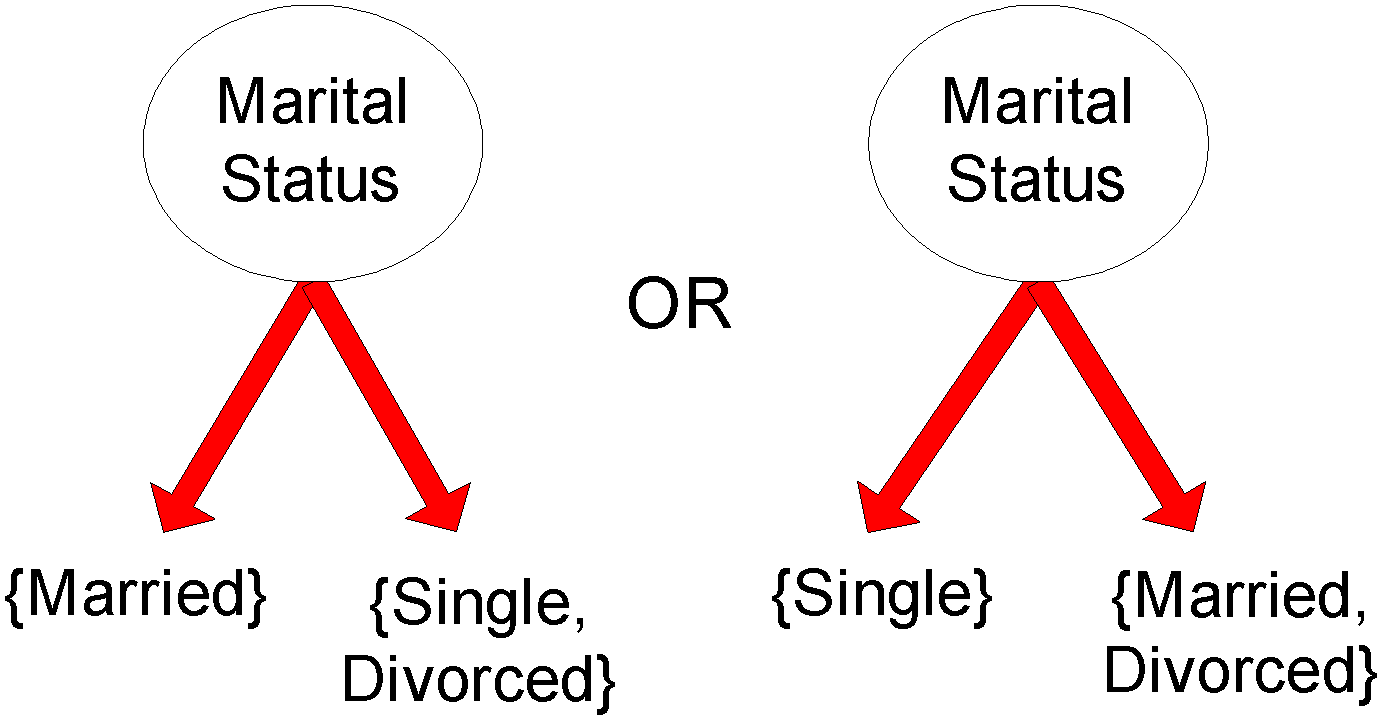 Marital
Status
{Married}
{Single,
Divorced}
OR
Marital
Status
{Single}
{Married,
Divorced}